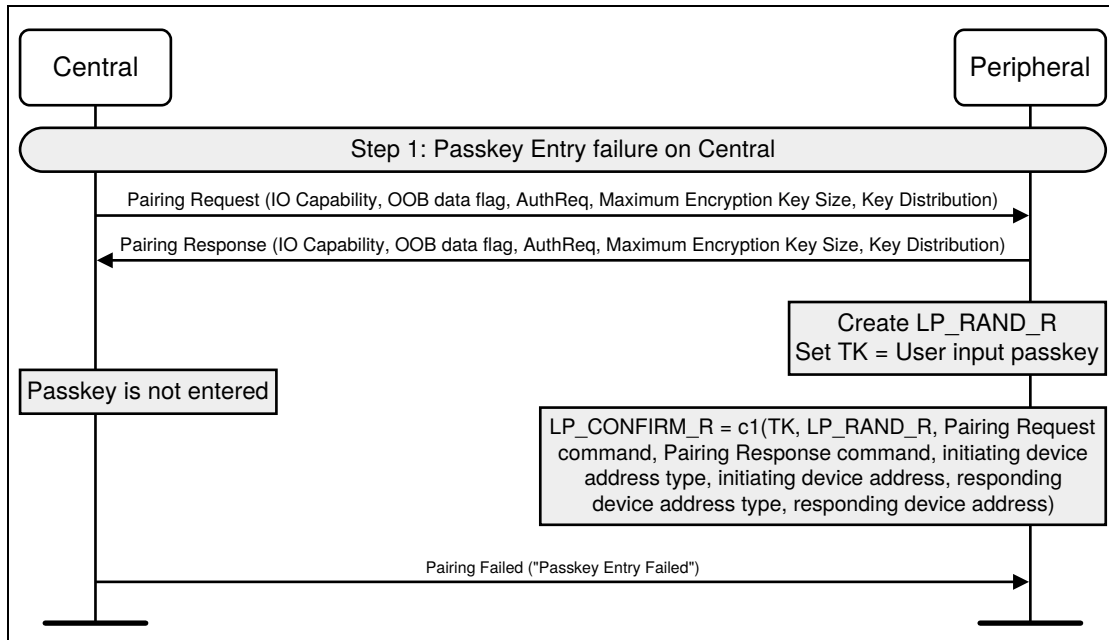 Central
Peripheral
Step 1: Passkey Entry failure on Central
Pairing Request (IO Capability, OOB data flag, AuthReq, Maximum Encryption Key Size, Key Distribution)
Pairing Response (IO Capability, OOB data flag, AuthReq, Maximum Encryption Key Size, Key Distribution)
Create LP_RAND_R
Set TK = User input passkey
Passkey is not entered
LP_CONFIRM_R = c1(TK, LP_RAND_R, Pairing Request
command, Pairing Response command, initiating device
address type, initiating device address, responding
device address type, responding device address)
Pairing Failed ("Passkey Entry Failed")